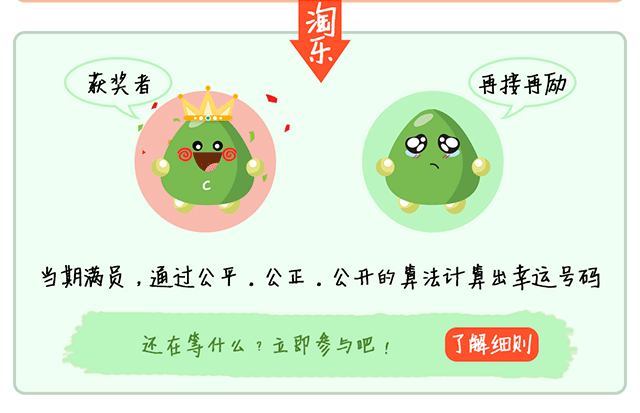 淘乐
获奖者
再接再励
C
当期满员,通过公平.公正.公开的算法计算出幸运号码
还在等什么?立即参与吧!
了解细则